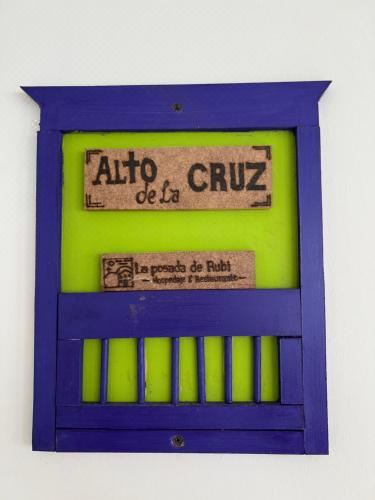 ALTO
de La CRUZ
La posada de Rubi
Hospedaje & Restaurante